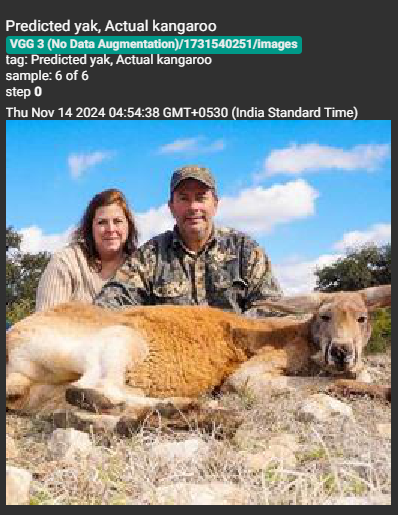 Predicted yak, Actual kangaroo
VGG 3 (No Data Augmentation)/1731540251/images
tag: Predicted yak, Actual kangaroo
sample: 6 of 6
step 0
Thu Nov 14 2024 04:54:38 GMT+0530 (India Standard Time)